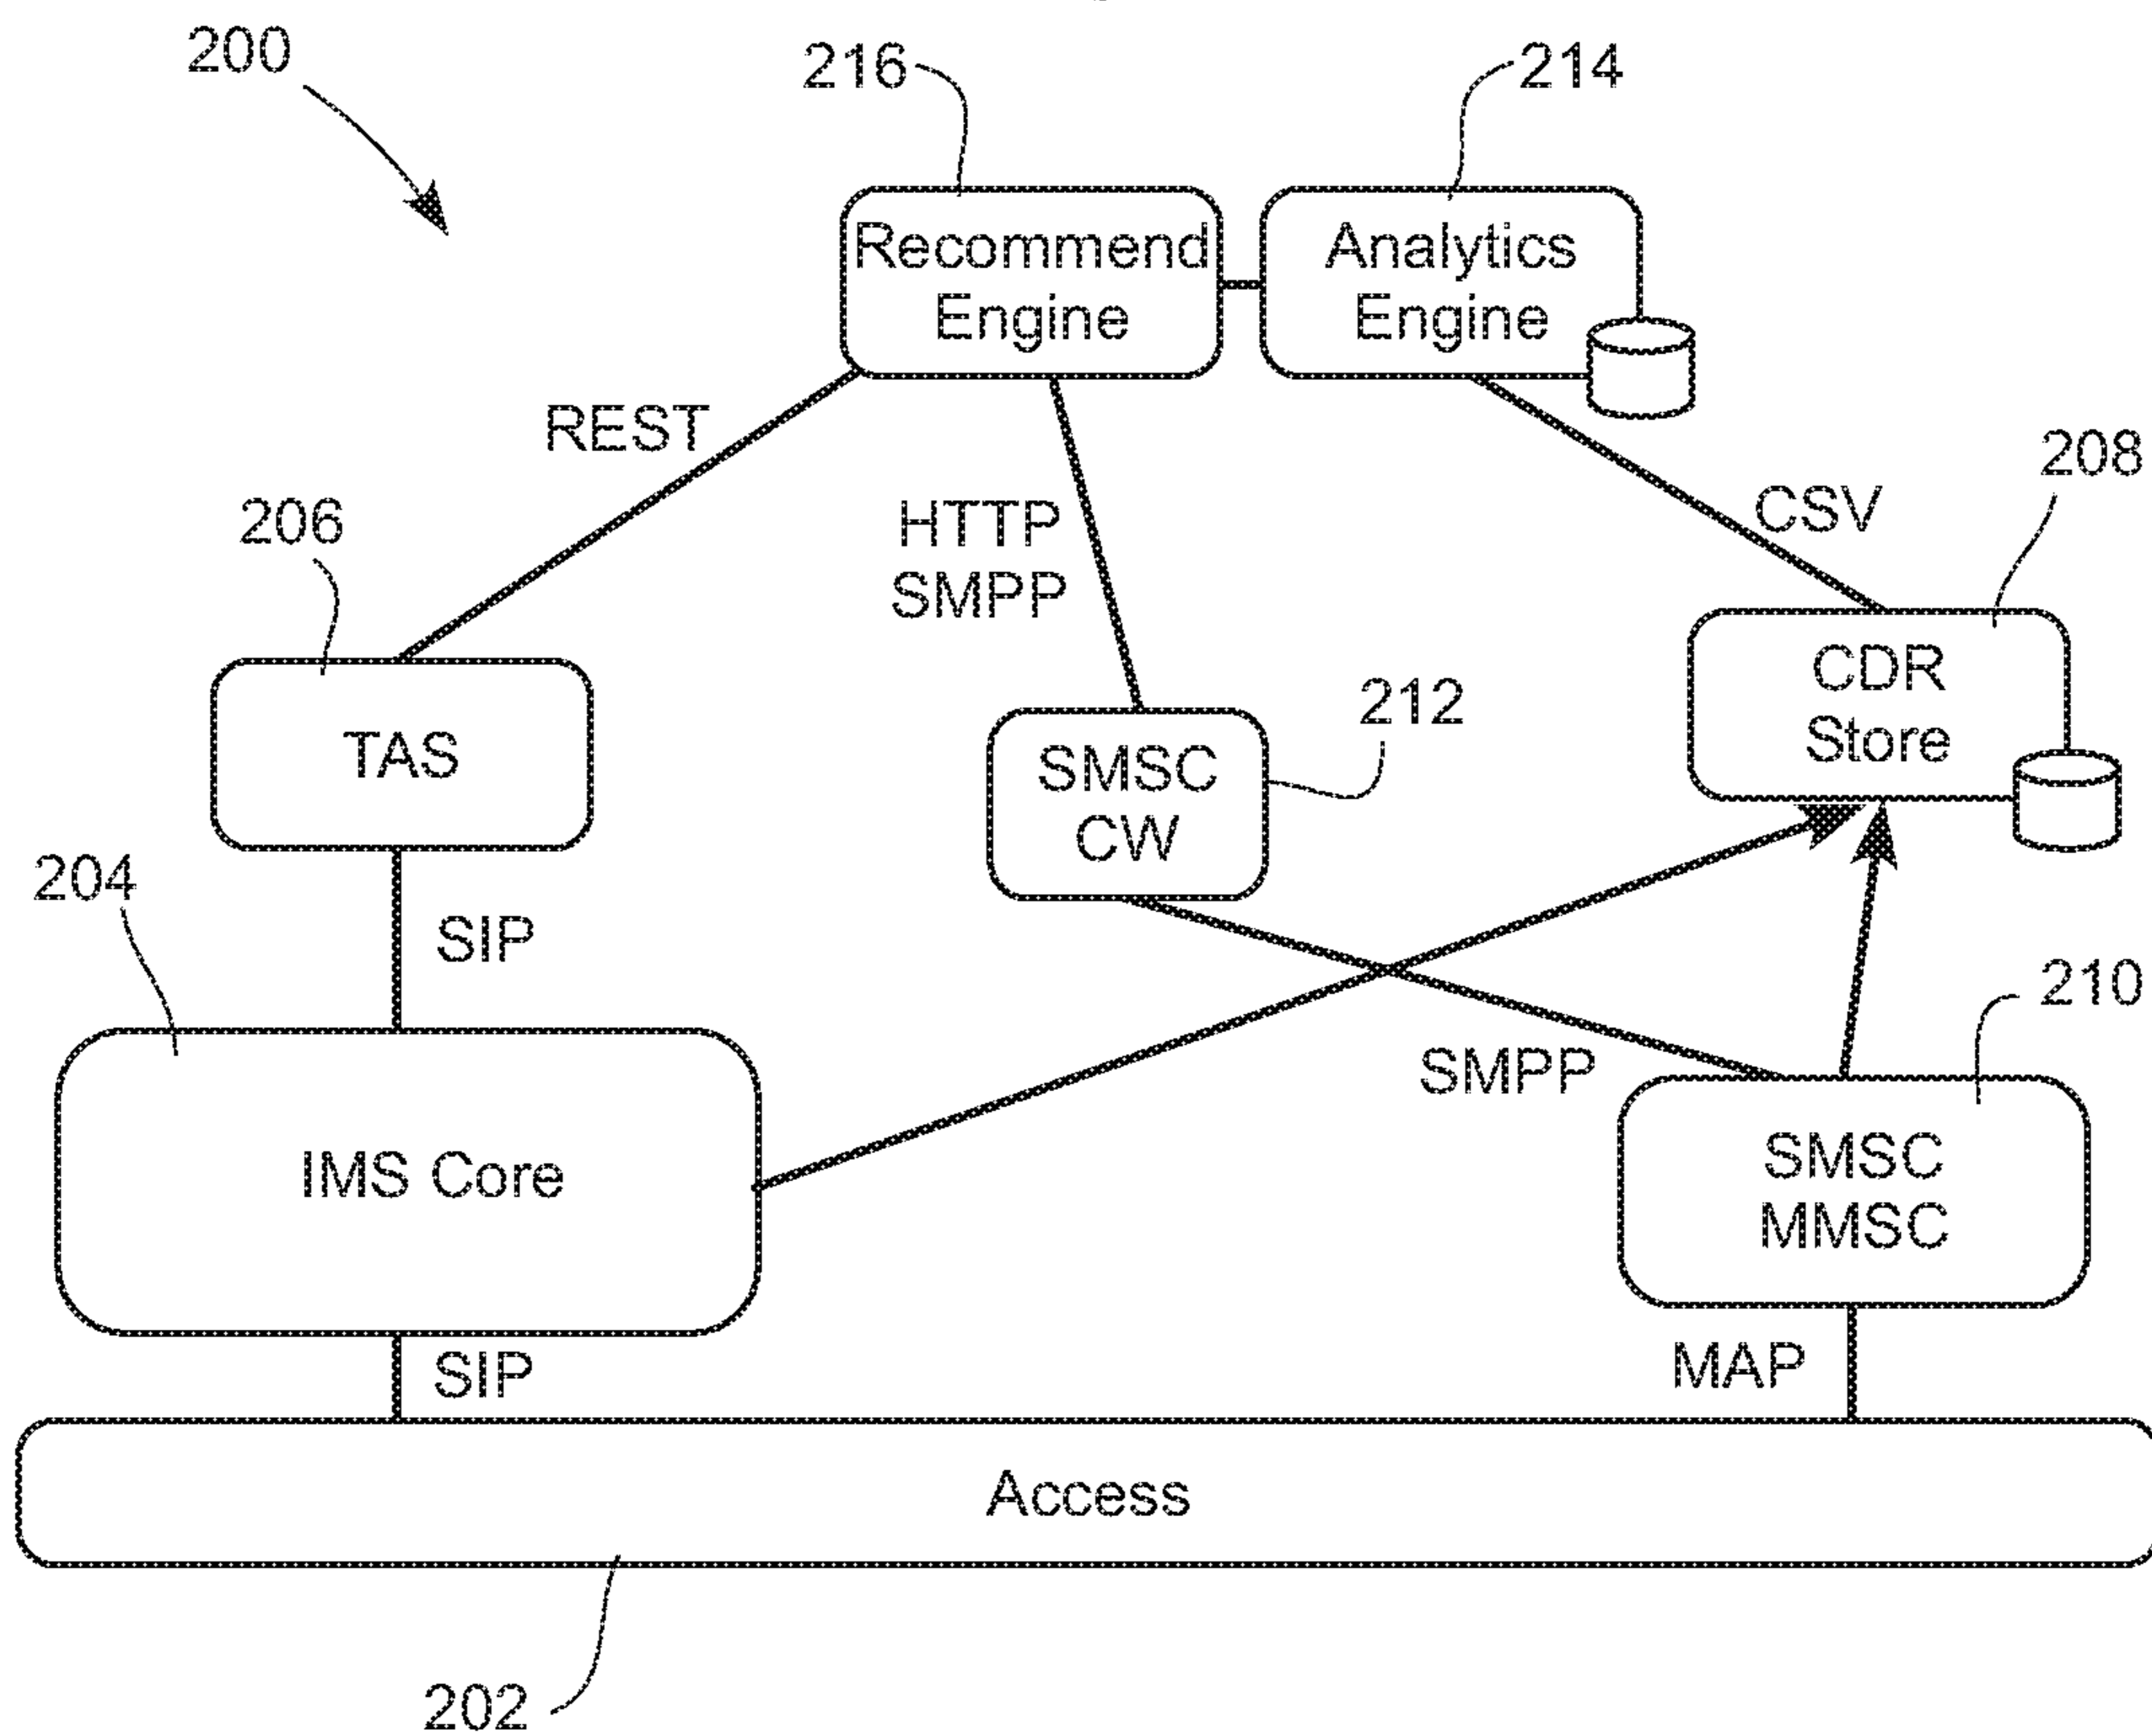 200
216
214
Recommend
Engine
Analytics
Engine
REST
208
CSV
206
HTTP
SMPP
CDR
Store
212
TAS
SMSC
CW
204
SIP
210
SMPP
IMS Core
SMSC
MMSC
SIP
MAP
Access
202